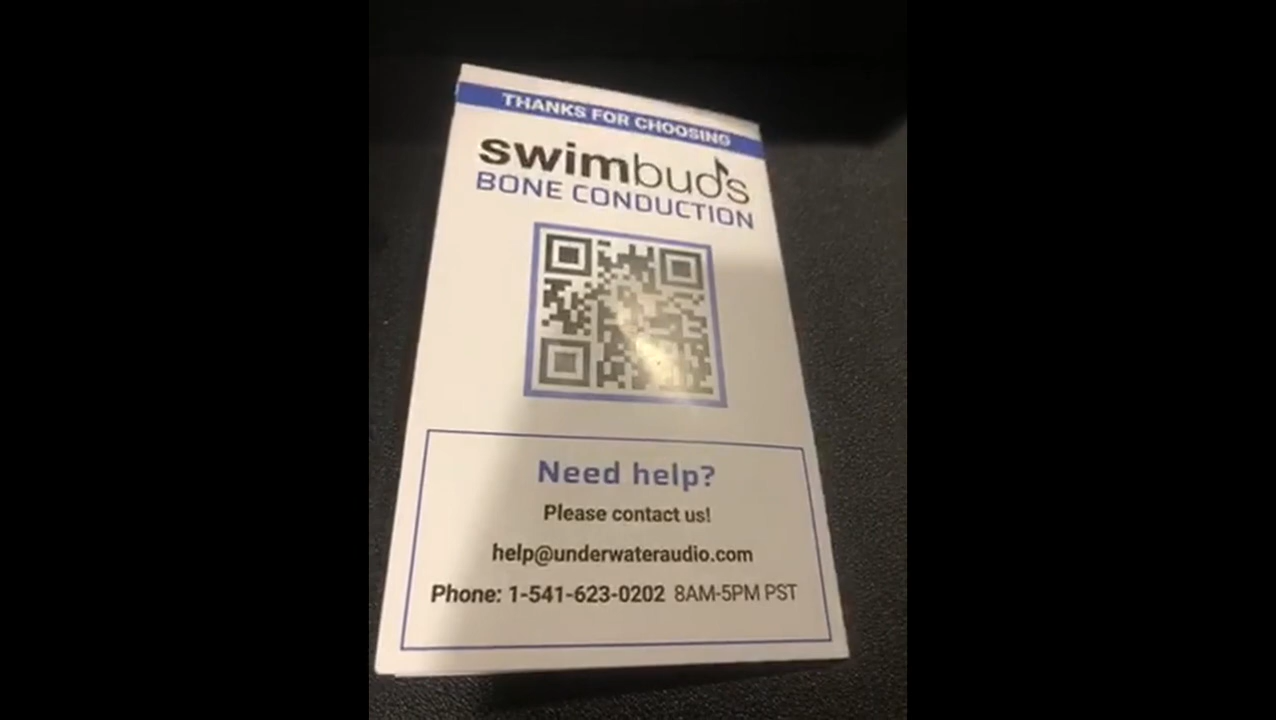 THANKS FOR CHOOSING
swimbuds
BONE CONDUCTION
Need help?
Please contact us!
help@underwateraudio.com
Phone: 1-541-623-0202 8AM-5PM PST